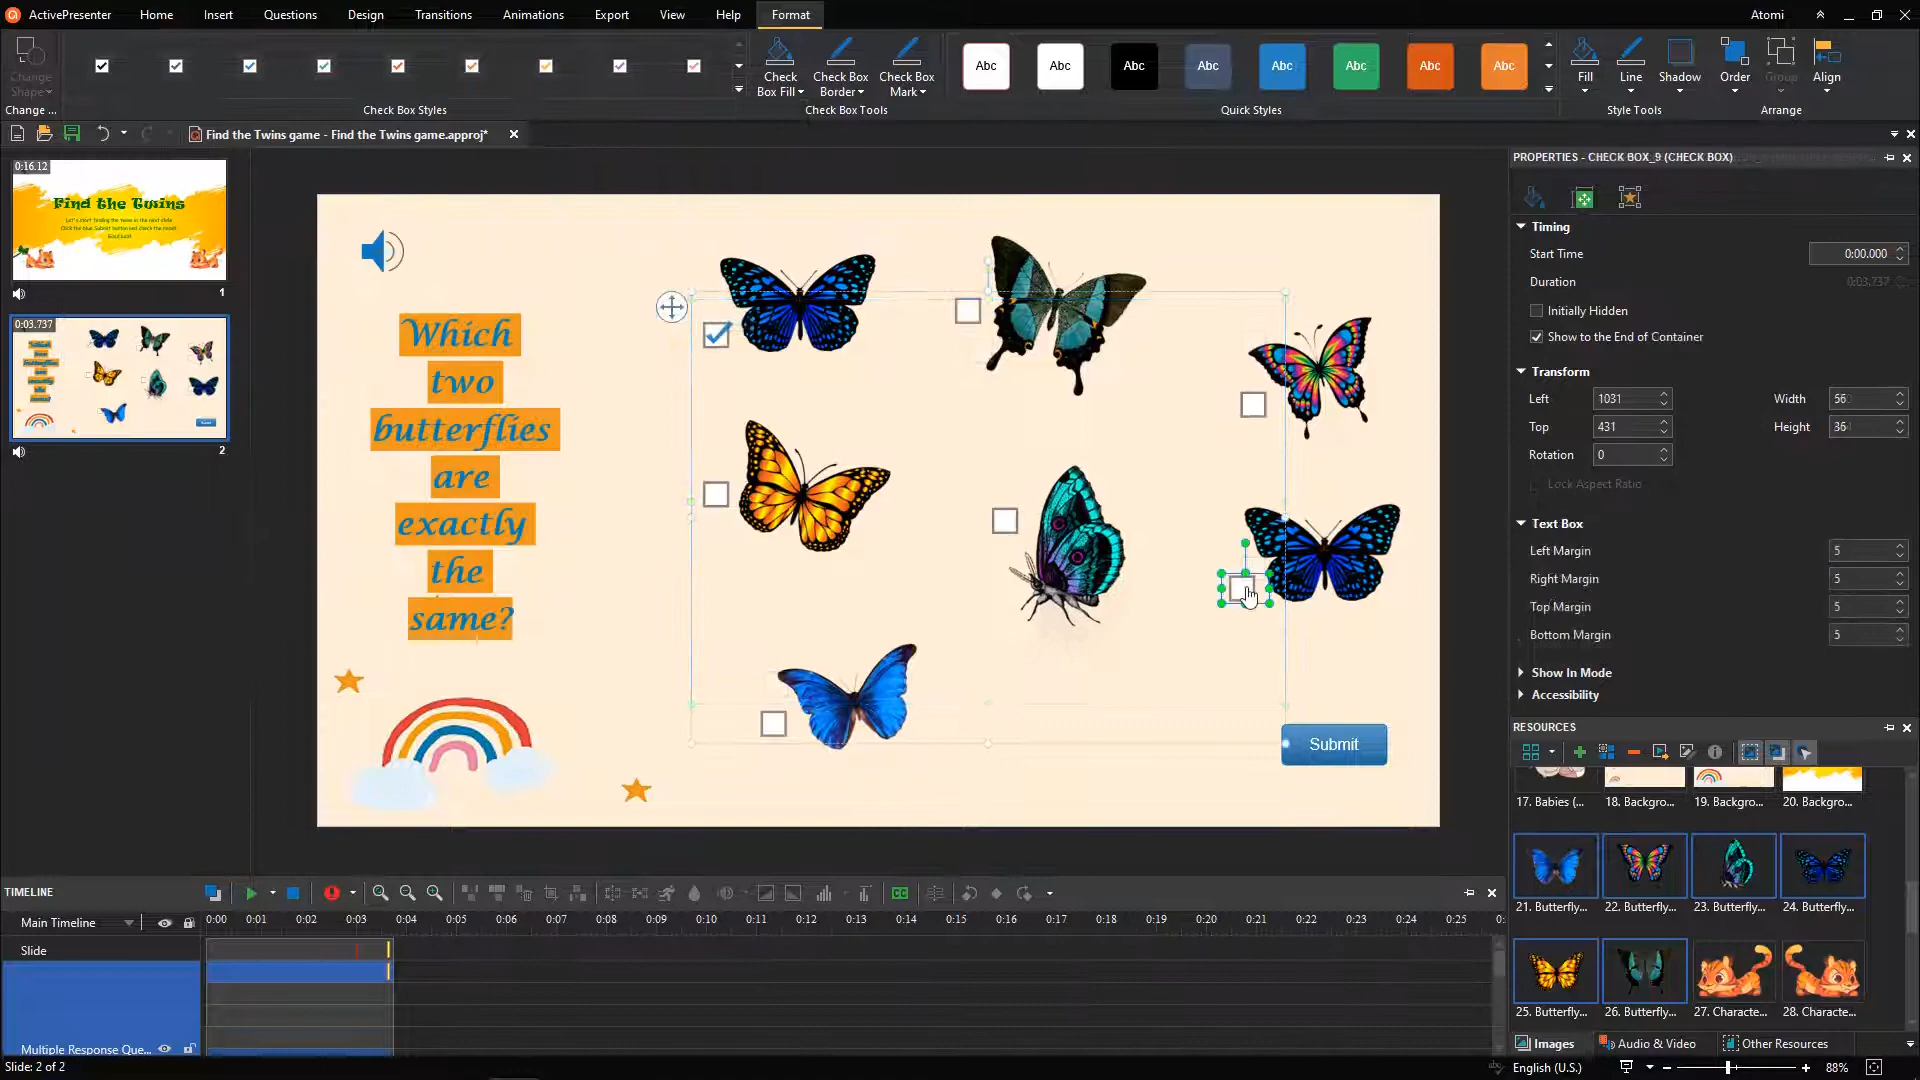 ActivePresenter Home Insert Questions Design Transitions Animations Export View Help Format Atomi
Abc Abc Abc Abc Abc Abc Abc Abc
Change Shape
Check Box Fill
Check Box Border
Check Box Mark
Fill Line Shadow Order Group Align
Change ... Check Box Styles Check Box Tools Quick Styles Style Tools Arrange
Find the Twins game - Find the Twins game.approj*
0:16.12
Find the Twins
1
0:03.737
2
Which
two
butterflies
are
exactly
the
same?
Submit
PROPERTIES - CHECK BOX_9 (CHECK BOX)
Timing
Start Time 0:00.000
Duration 0:03.737
Initially Hidden
Show to the End of Container
Transform
Left 1031 Width 56
Top 431 Height 36
Rotation 0
Lock Aspect Ratio
Text Box
Left Margin 5
Right Margin 5
Top Margin 5
Bottom Margin 5
Show In Mode
Accessibility
RESOURCES
17. Babies (... 18. Backgro... 19. Backgro... 20. Backgro...
21. Butterfly... 22. Butterfly... 23. Butterfly... 24. Butterfly...
25. Butterfly... 26. Butterfly... 27. Characte... 28. Characte...
Images Audio & Video Other Resources
TIMELINE
CC
Main Timeline 0:00 0:01 0:02 0:03 0:04 0:05 0:06 0:07 0:08 0:09 0:10 0:11 0:12 0:13 0:14 0:15 0:16 0:17 0:18 0:19 0:20 0:21 0:22 0:23 0:24 0:25
Slide
Multiple Response Que...
Slide: 2 of 2 English (U.S.) 88%